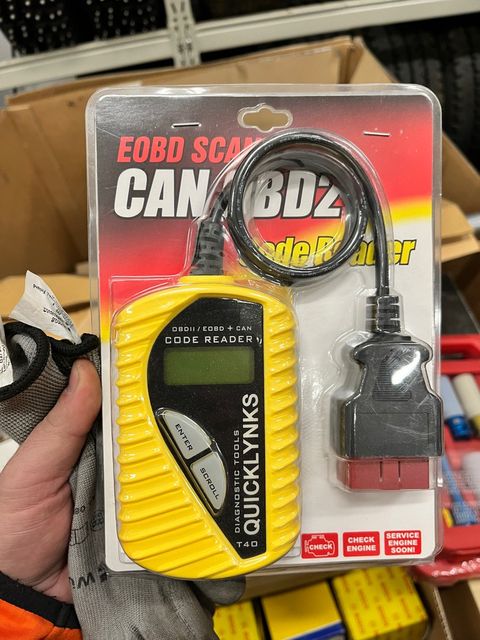 EOBD SCAN
CAN OBD2
Code Reader
OBDII / EOBD + CAN
CODE READER
ENTER
SCROLL
DIAGNOSTIC TOOLS
QUICKLYNKS
T40
CHECK
CHECK
ENGINE
SERVICE
ENGINE
SOON!